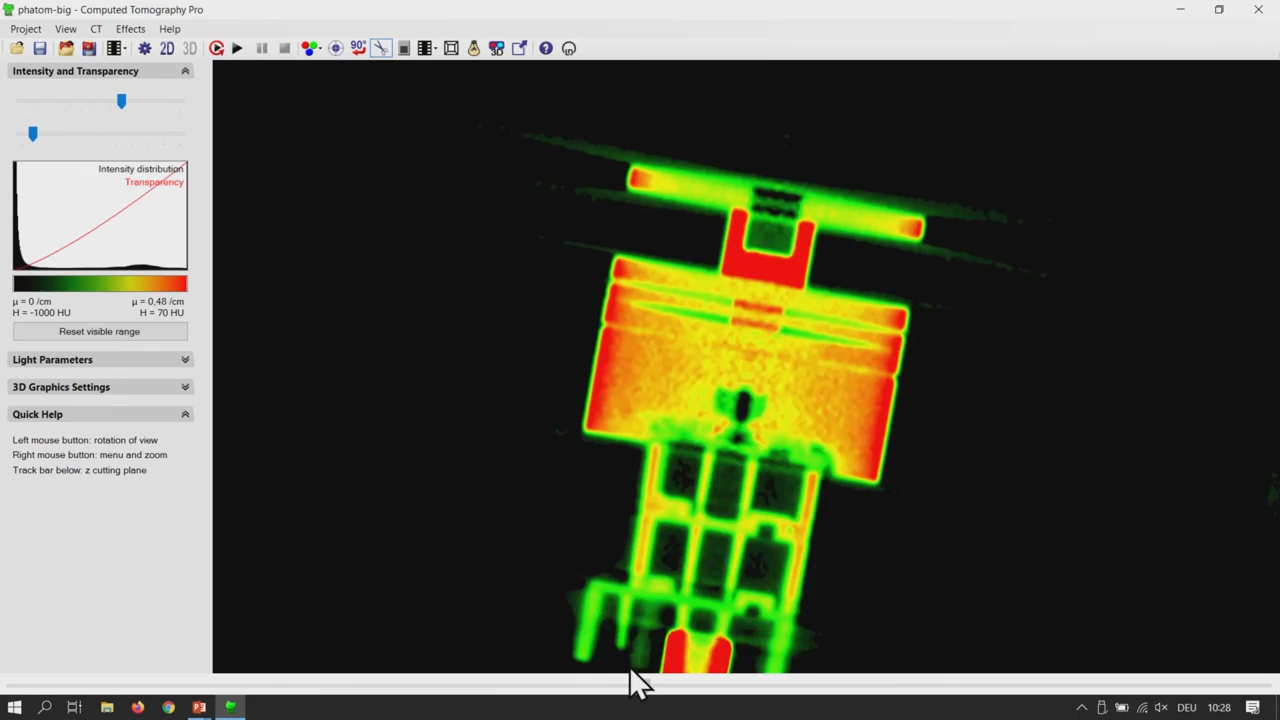 phatom-big - Computed Tomography Pro
Project View CT Effects Help
2D 3D 90° 3D
Intensity and Transparency
Intensity distribution
Transparency
μ = 0 /cm μ = 0,48 /cm
H = -1000 HU H = 70 HU
Reset visible range
Light Parameters
3D Graphics Settings
Quick Help
Left mouse button: rotation of view
Right mouse button: menu and zoom
Track bar below: z cutting plane
DEU 10:28